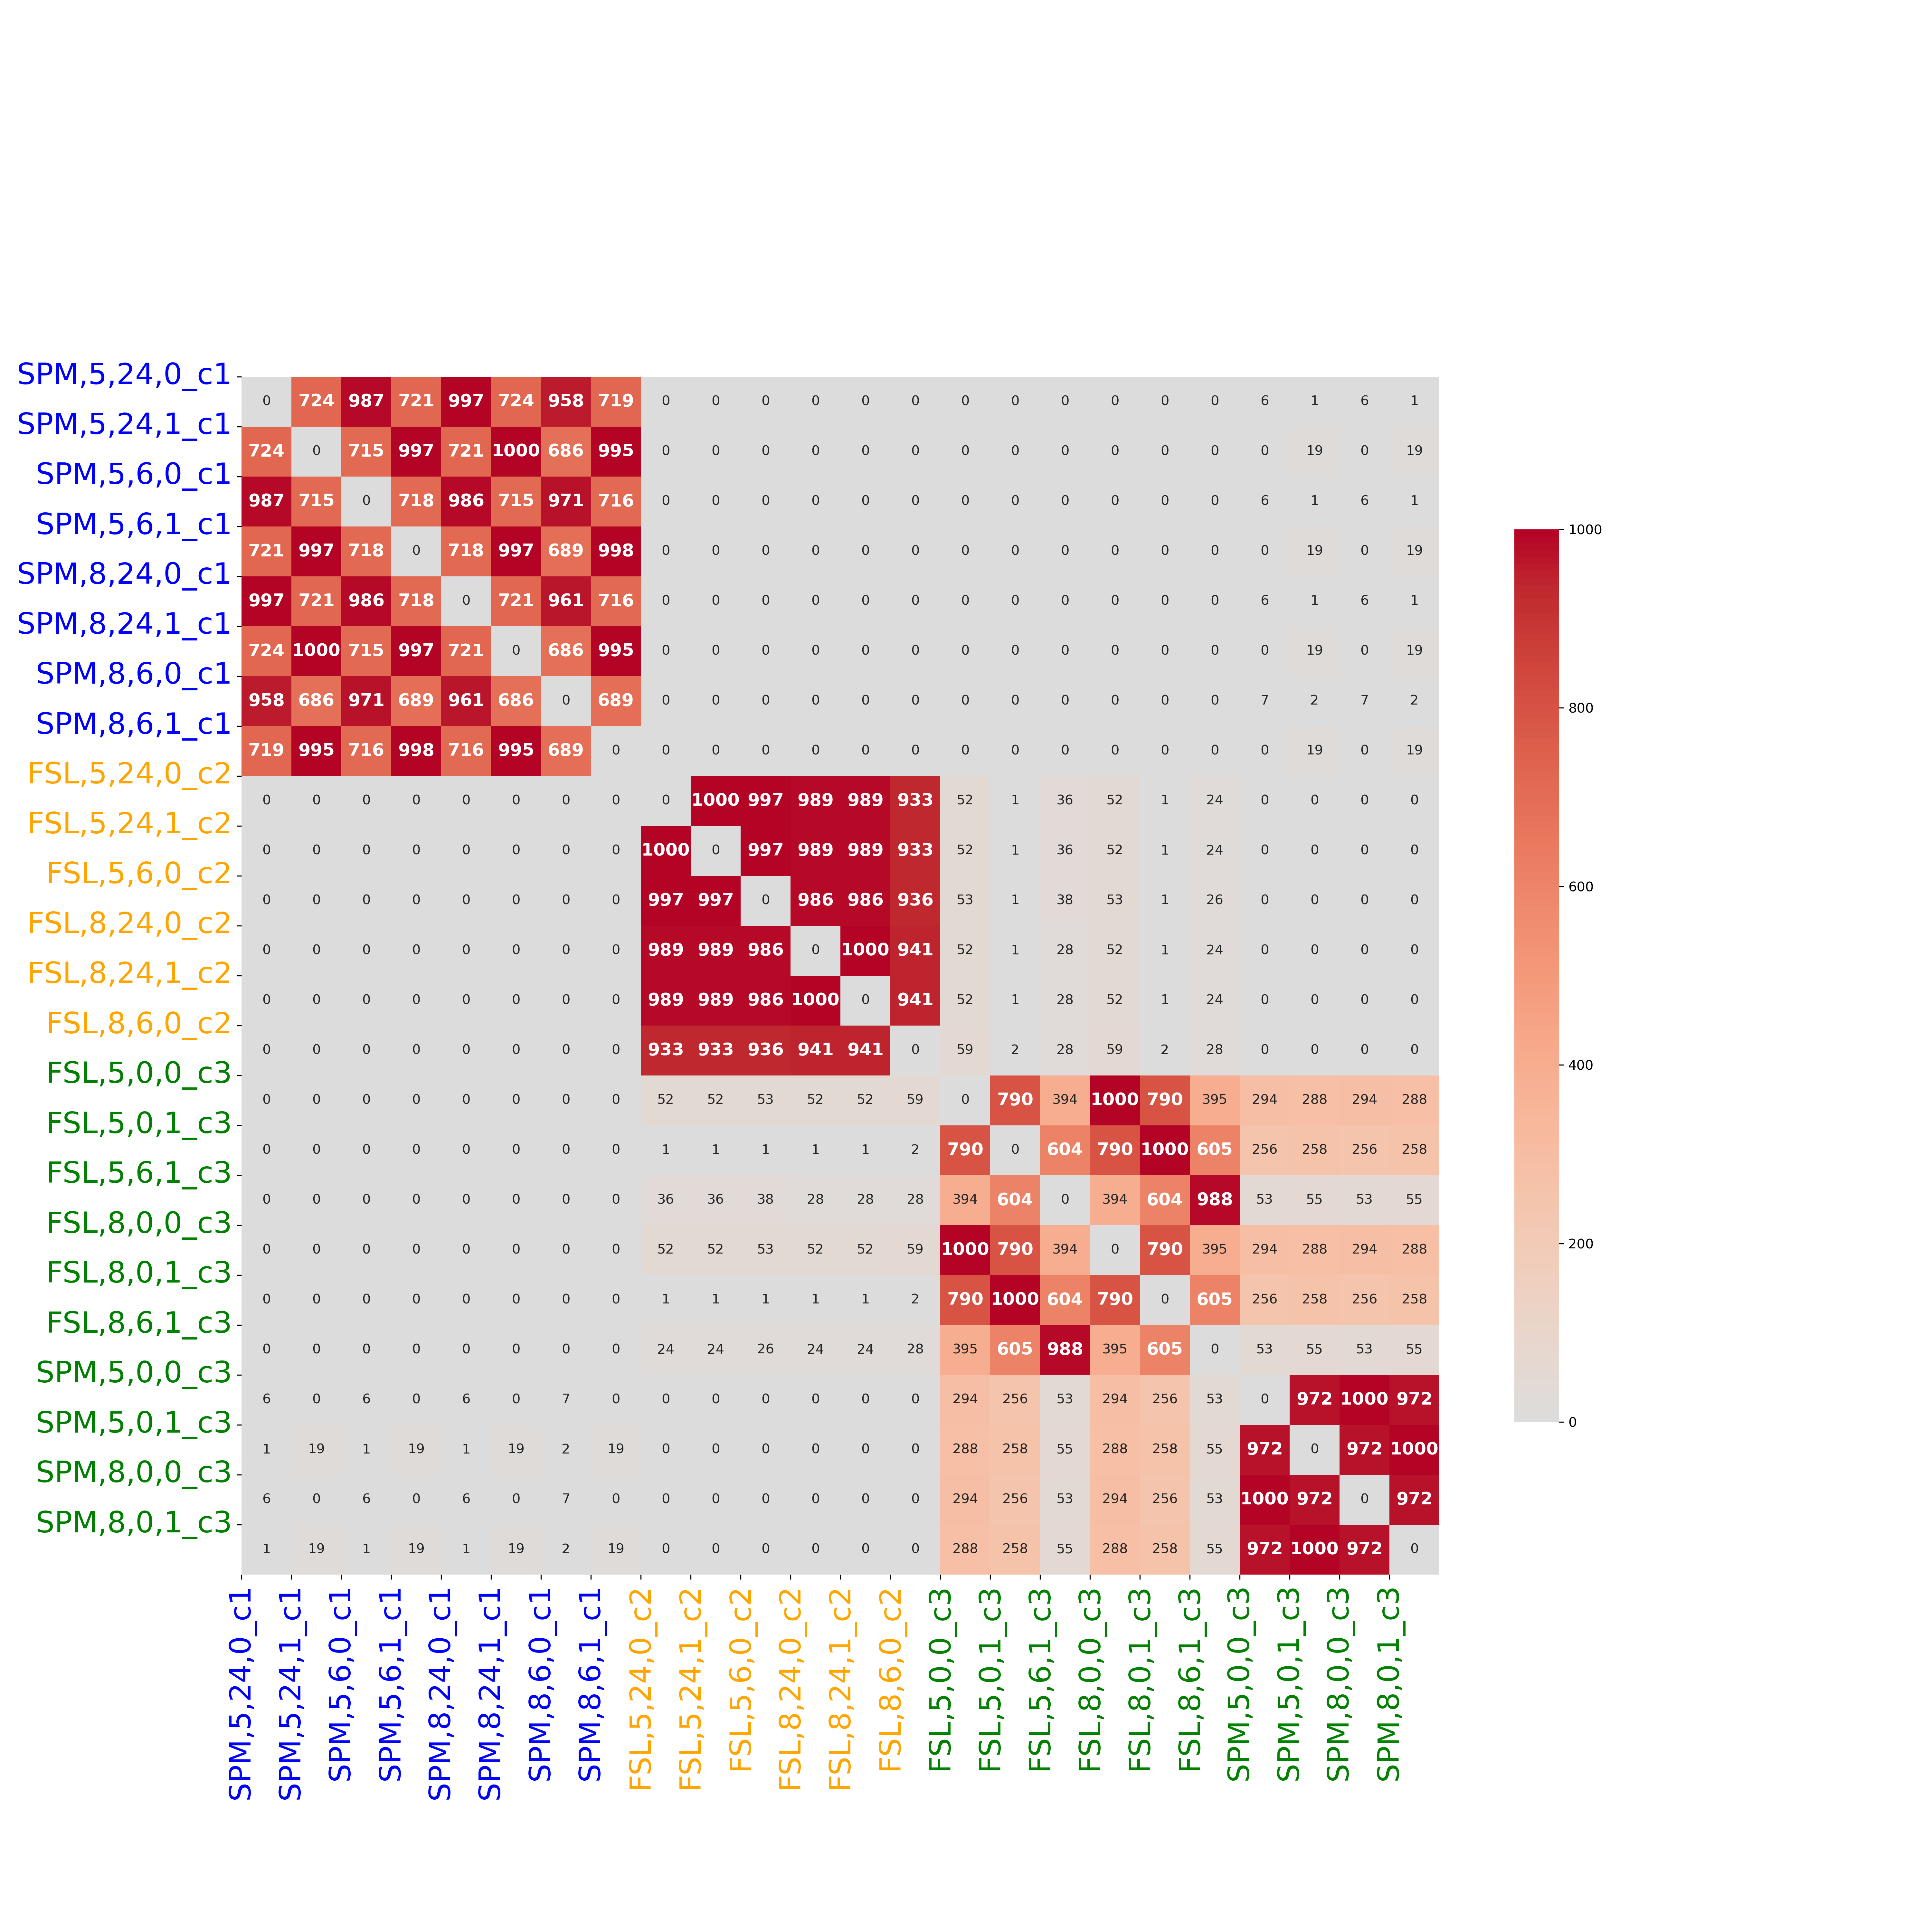 SPM,5,24,0_c1 0 724 987 721 997 724 958 719 0 0 0 0 0 0 0 0 0 0 0 0 6 1 6 1
SPM,5,24,1_c1 724 0 715 997 721 1000 686 995 0 0 0 0 0 0 0 0 0 0 0 0 0 19 0 19
SPM,5,6,0_c1 987 715 0 718 986 715 971 716 0 0 0 0 0 0 0 0 0 0 0 0 6 1 6 1
SPM,5,6,1_c1 721 997 718 0 718 997 689 998 0 0 0 0 0 0 0 0 0 0 0 0 0 19 0 19
SPM,8,24,0_c1 997 721 986 718 0 721 961 716 0 0 0 0 0 0 0 0 0 0 0 0 6 1 6 1
SPM,8,24,1_c1 724 1000 715 997 721 0 686 995 0 0 0 0 0 0 0 0 0 0 0 0 0 19 0 19
SPM,8,6,0_c1 958 686 971 689 961 686 0 689 0 0 0 0 0 0 0 0 0 0 0 0 7 2 7 2
SPM,8,6,1_c1 719 995 716 998 716 995 689 0 0 0 0 0 0 0 0 0 0 0 0 0 0 19 0 19
FSL,5,24,0_c2 0 0 0 0 0 0 0 0 0 1000 997 989 989 933 52 1 36 52 1 24 0 0 0 0
FSL,5,24,1_c2 0 0 0 0 0 0 0 0 1000 0 997 989 989 933 52 1 36 52 1 24 0 0 0 0
FSL,5,6,0_c2 0 0 0 0 0 0 0 0 997 997 0 986 986 936 53 1 38 53 1 26 0 0 0 0
FSL,8,24,0_c2 0 0 0 0 0 0 0 0 989 989 986 0 1000 941 52 1 28 52 1 24 0 0 0 0
FSL,8,24,1_c2 0 0 0 0 0 0 0 0 989 989 986 1000 0 941 52 1 28 52 1 24 0 0 0 0
FSL,8,6,0_c2 0 0 0 0 0 0 0 0 933 933 936 941 941 0 59 2 28 59 2 28 0 0 0 0
FSL,5,0,0_c3 0 0 0 0 0 0 0 0 52 52 53 52 52 59 0 790 394 1000 790 395 294 288 294 288
FSL,5,0,1_c3 0 0 0 0 0 0 0 0 1 1 1 1 1 2 790 0 604 790 1000 605 256 258 256 258
FSL,5,6,1_c3 0 0 0 0 0 0 0 0 36 36 38 28 28 28 394 604 0 394 604 988 53 55 53 55
FSL,8,0,0_c3 0 0 0 0 0 0 0 0 52 52 53 52 52 59 1000 790 394 0 790 395 294 288 294 288
FSL,8,0,1_c3 0 0 0 0 0 0 0 0 1 1 1 1 1 2 790 1000 604 790 0 605 256 258 256 258
FSL,8,6,1_c3 0 0 0 0 0 0 0 0 24 24 26 24 24 28 395 605 988 395 605 0 53 55 53 55
SPM,5,0,0_c3 6 0 6 0 6 0 7 0 0 0 0 0 0 0 294 256 53 294 256 53 0 972 1000 972
SPM,5,0,1_c3 1 19 1 19 1 19 2 19 0 0 0 0 0 0 288 258 55 288 258 55 972 0 972 1000
SPM,8,0,0_c3 6 0 6 0 6 0 7 0 0 0 0 0 0 0 294 256 53 294 256 53 1000 972 0 972
SPM,8,0,1_c3 1 19 1 19 1 19 2 19 0 0 0 0 0 0 288 258 55 288 258 55 972 1000 972 0
SPM,5,24,0_c1
SPM,5,24,1_c1
SPM,5,6,0_c1
SPM,5,6,1_c1
SPM,8,24,0_c1
SPM,8,24,1_c1
SPM,8,6,0_c1
SPM,8,6,1_c1
FSL,5,24,0_c2
FSL,5,24,1_c2
FSL,5,6,0_c2
FSL,8,24,0_c2
FSL,8,24,1_c2
FSL,8,6,0_c2
FSL,5,0,0_c3
FSL,5,0,1_c3
FSL,5,6,1_c3
FSL,8,0,0_c3
FSL,8,0,1_c3
FSL,8,6,1_c3
SPM,5,0,0_c3
SPM,5,0,1_c3
SPM,8,0,0_c3
SPM,8,0,1_c3
1000
800
600
400
200
0